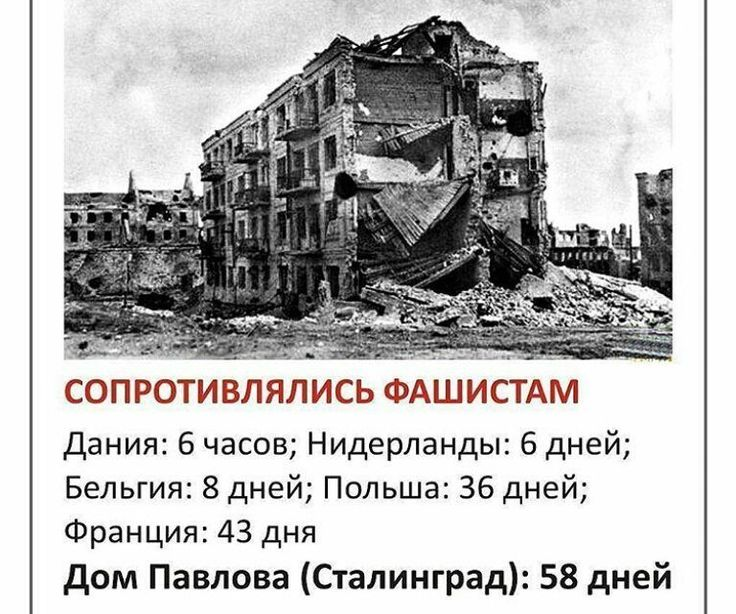 СОПРОТИВЛЯЛИСЬ ФАШИСТАМ
Дания: 6 часов; Нидерланды: 6 дней;
Бельгия: 8 дней; Польша: 36 дней;
Франция: 43 дня
Дом Павлова (Сталинград): 58 дней